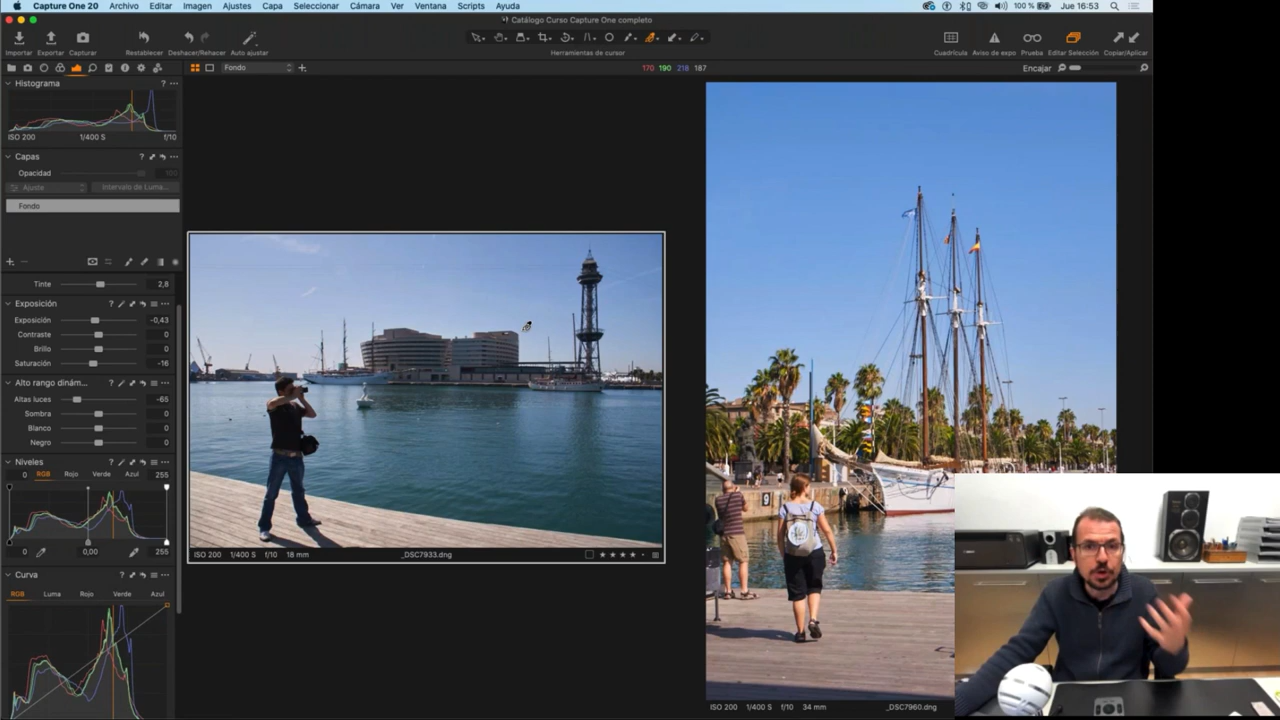 Capture One 20 Archivo Editar Imagen Ajustes Capa Seleccionar Cámara Ver Ventana Scripts Ayuda 100 % Jue 16:53
Catálogo Curso Capture One completo
Importar Exportar Capturar Restablecer Deshacer/Rehacer Auto ajustar Herramientas de cursor Cuadrícula Aviso de expo Prueba Editar Selección Copiar/Aplicar
Fondo 170 190 218 187 Encajar
Histograma
ISO 200 1/400 S f/10
Capas
Opacidad 100
Ajuste Intervalo de Luma...
Fondo
Tinte 2,8
Exposición
Exposición -0,43
Contraste 0
Brillo 0
Saturación -16
Alto rango dinám...
Altas luces -65
Sombra 0
Blanco 0
Negro 0
Niveles
0 RGB Rojo Verde Azul 255
0 0,00 255
Curva
RGB Luma Rojo Verde Azul
ISO 200 1/400 S f/10 18 mm _DSC7933.dng
9
ISO 200 1/400 S f/10 34 mm _DSC7960.dng